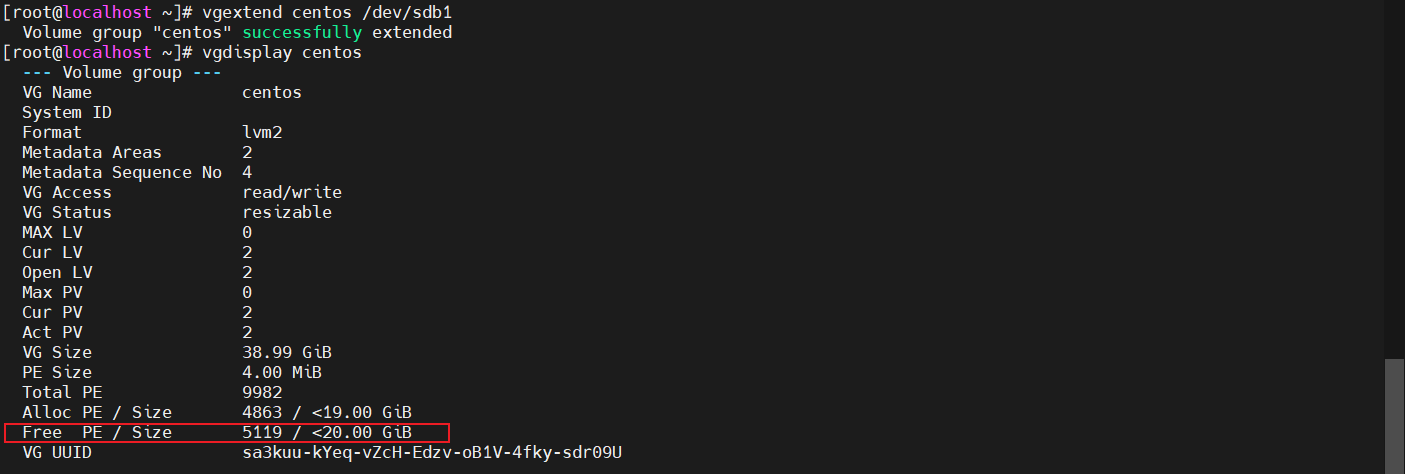 [root@localhost ~]# vgextend centos /dev/sdb1
  Volume group "centos" successfully extended
[root@localhost ~]# vgdisplay centos
  --- Volume group ---
  VG Name               centos
  System ID
  Format                lvm2
  Metadata Areas        2
  Metadata Sequence No  4
  VG Access             read/write
  VG Status             resizable
  MAX LV                0
  Cur LV                2
  Open LV               2
  Max PV                0
  Cur PV                2
  Act PV                2
  VG Size               38.99 GiB
  PE Size               4.00 MiB
  Total PE              9982
  Alloc PE / Size       4863 / <19.00 GiB
  Free  PE / Size       5119 / <20.00 GiB
  VG UUID               sa3kuu-kYeq-vZcH-Edzv-oB1V-4fky-sdr09U